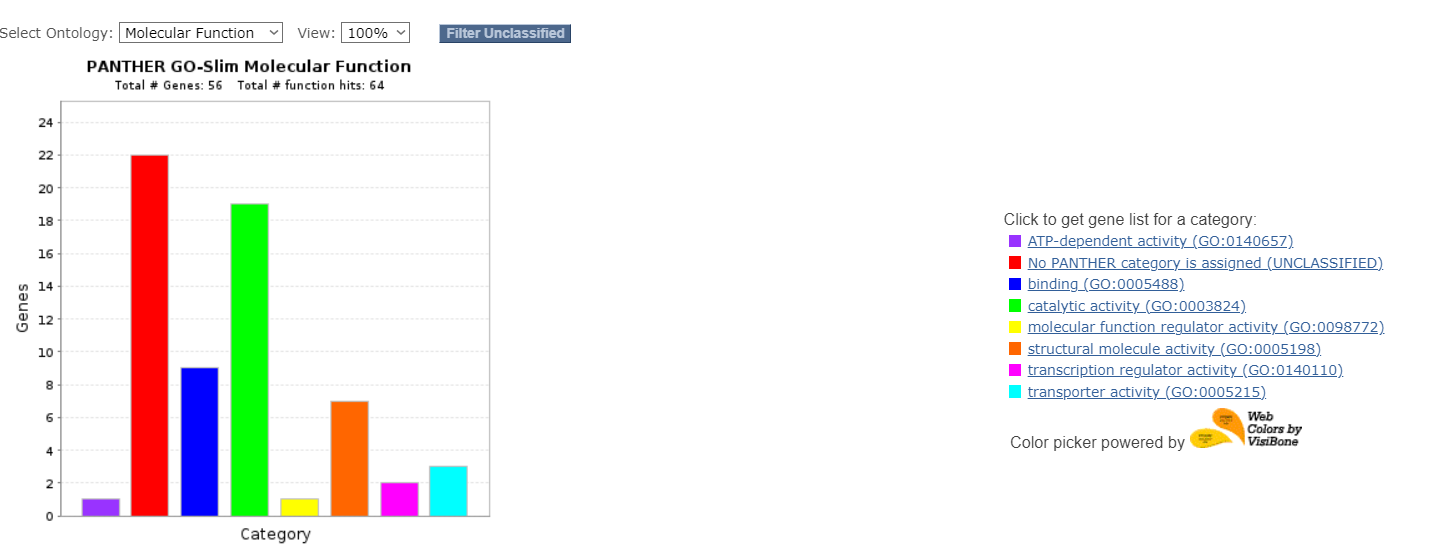 Select Ontology: Molecular Function View: 100% Filter Unclassified
PANTHER GO-Slim Molecular Function
Total # Genes: 56 Total # function hits: 64
24
22
20
18
16
14
12
10
8
6
4
2
0
Genes
Category
Click to get gene list for a category:
ATP-dependent activity (GO:0140657)
No PANTHER category is assigned (UNCLASSIFIED)
binding (GO:0005488)
catalytic activity (GO:0003824)
molecular function regulator activity (GO:0098772)
structural molecule activity (GO:0005198)
transcription regulator activity (GO:0140110)
transporter activity (GO:0005215)
Color picker powered by
Web
Colors by
VisiBone